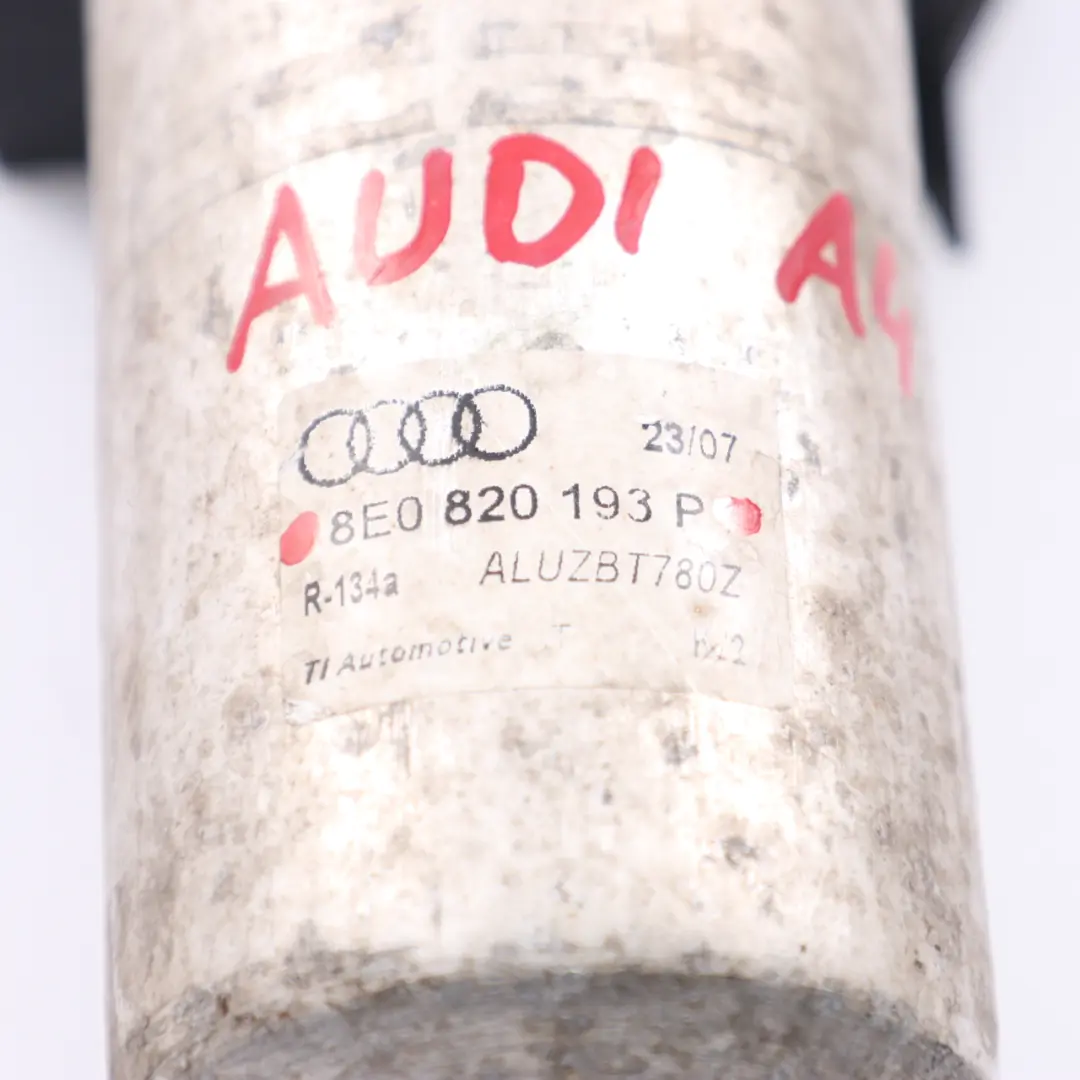 AUDI A4
23/07
8E0 820 193 P
R-134a ALUZBT780Z
TI Automotive